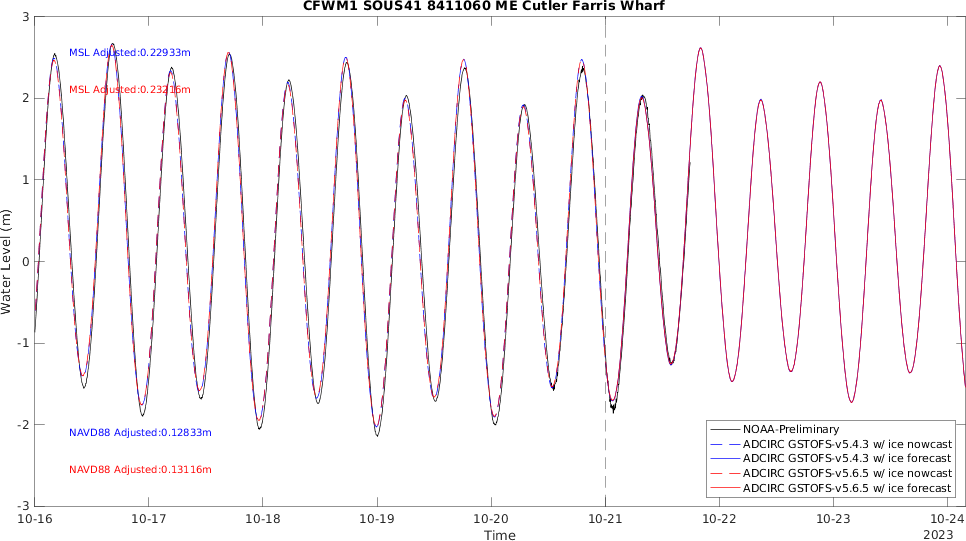 CFWM1 SOUS41 8411060 ME Cutler Farris Wharf
3
2
1
0
-1
-2
-3
Water Level (m)
MSL Adjusted:0.22933m
MSL Adjusted:0.23216m
NAVD88 Adjusted:0.12833m
NAVD88 Adjusted:0.13116m
NOAA-Preliminary
ADCIRC GSTOFS-v5.4.3 w/ ice nowcast
ADCIRC GSTOFS-v5.4.3 w/ ice forecast
ADCIRC GSTOFS-v5.6.5 w/ ice nowcast
ADCIRC GSTOFS-v5.6.5 w/ ice forecast
10-16 10-17 10-18 10-19 10-20 10-21 10-22 10-23 10-24
Time
2023